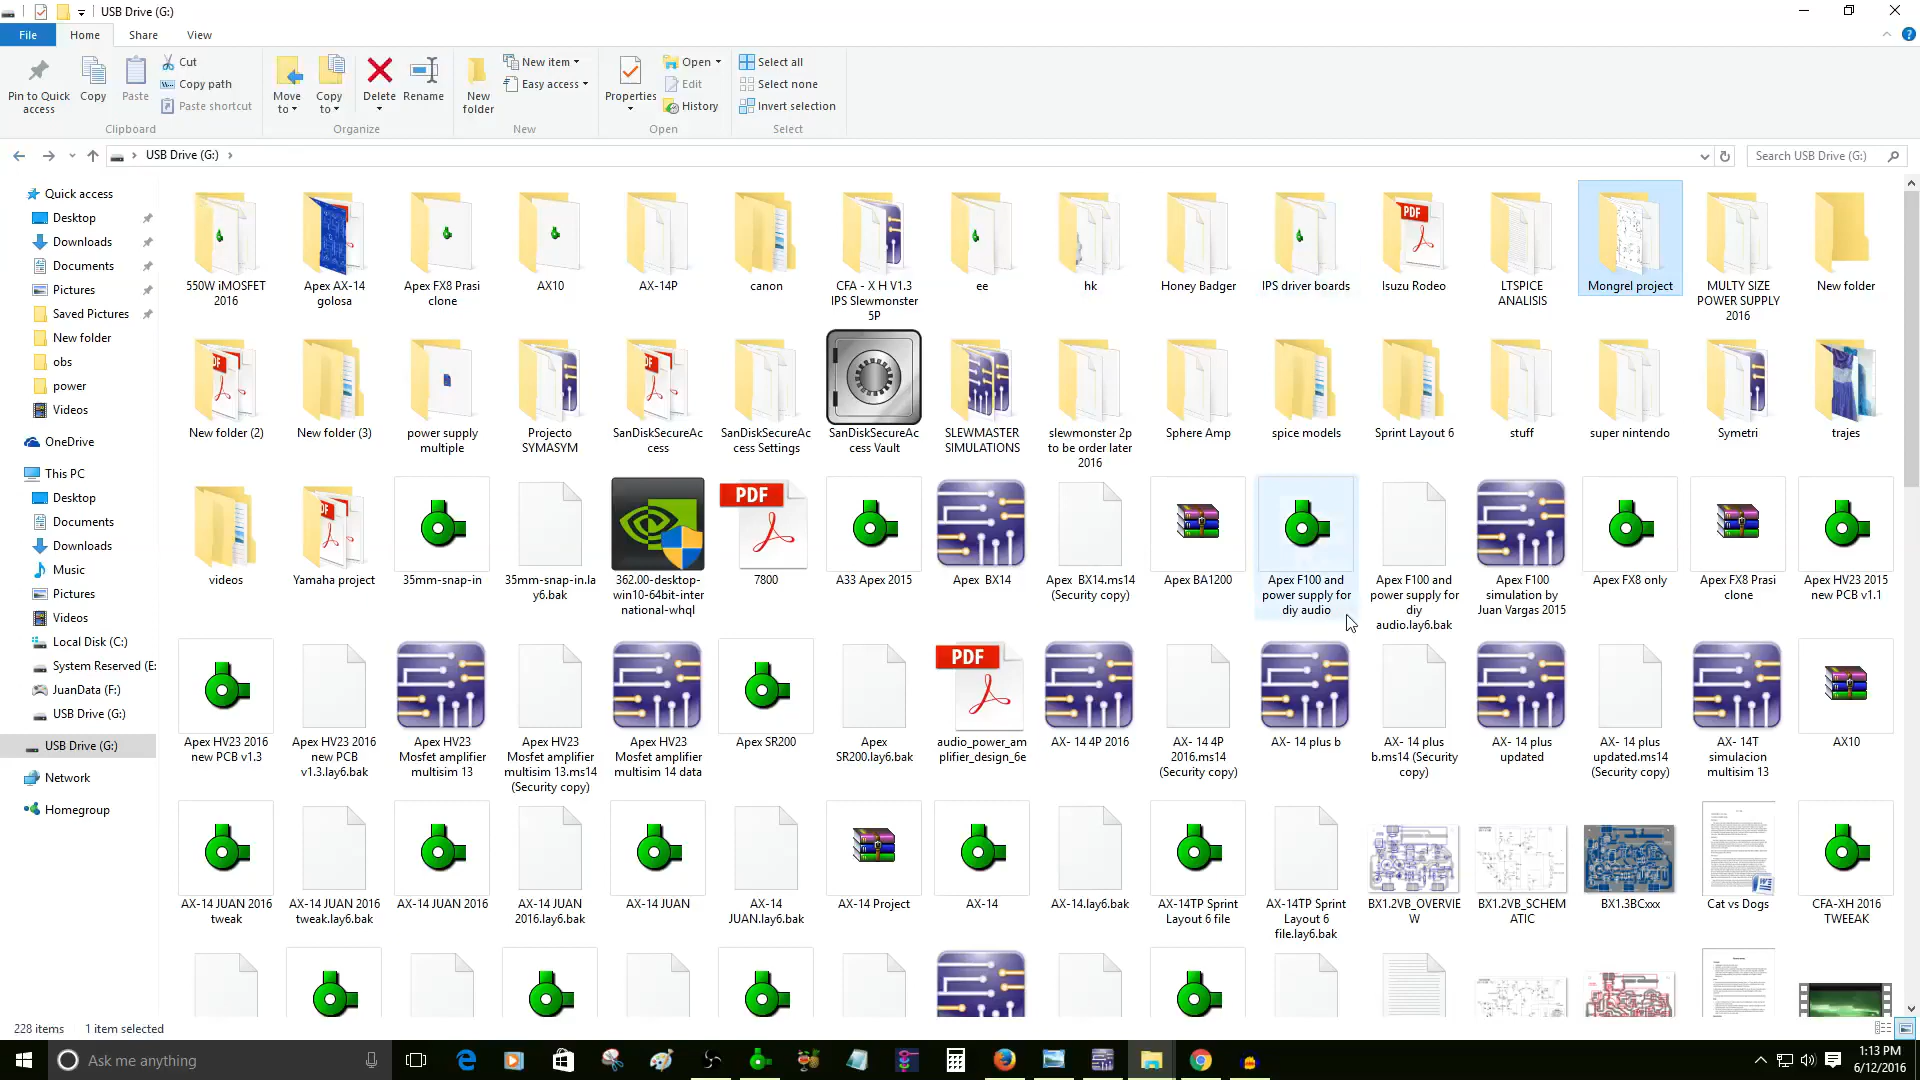 USB Drive (G:)
File
Home
Share
View
Pin to Quick
access
Copy
Paste
Cut
Copy path
Paste shortcut
Clipboard
Move
to
Copy
to
Delete
Rename
Organize
New
folder
New item
Easy access
New
Properties
Open
Edit
History
Open
Select all
Select none
Invert selection
Select
USB Drive (G:)
Search USB Drive (G:)
Quick access
Desktop
Downloads
Documents
Pictures
Saved Pictures
New folder
obs
power
Videos
OneDrive
This PC
Desktop
Documents
Downloads
Music
Pictures
Videos
Local Disk (C:)
System Reserved (E:
JuanData (F:)
USB Drive (G:)
USB Drive (G:)
Network
Homegroup
550W iMOSFET
2016
Apex AX-14
golosa
Apex FX8 Prasi
clone
AX10
AX-14P
canon
CFA - X H V1.3
IPS Slewmonster
5P
ee
hk
Honey Badger
IPS driver boards
Isuzu Rodeo
LTSPICE
ANALISIS
Mongrel project
MULTY SIZE
POWER SUPPLY
2016
New folder
New folder (2)
New folder (3)
power supply
multiple
Projecto
SYMASYM
SanDiskSecureAc
cess
SanDiskSecureAc
cess Settings
SanDiskSecureAc
cess Vault
SLEWMASTER
SIMULATIONS
slewmonster 2p
to be order later
2016
Sphere Amp
spice models
Sprint Layout 6
stuff
super nintendo
Symetri
trajes
videos
Yamaha project
35mm-snap-in
35mm-snap-in.la
y6.bak
362.00-desktop-
win10-64bit-inter
national-whql
7800
A33 Apex 2015
Apex  BX14
Apex  BX14.ms14
(Security copy)
Apex BA1200
Apex F100 and
power supply for
diy audio
Apex F100 and
power supply for
diy
audio.lay6.bak
Apex F100
simulation by
Juan Vargas 2015
Apex FX8 only
Apex FX8 Prasi
clone
Apex HV23 2015
new PCB v1.1
Apex HV23 2016
new PCB v1.3
Apex HV23 2016
new PCB
v1.3.lay6.bak
Apex HV23
Mosfet amplifier
multisim 13
Apex HV23
Mosfet amplifier
multisim 13.ms14
(Security copy)
Apex HV23
Mosfet amplifier
multisim 14 data
Apex SR200
Apex
SR200.lay6.bak
audio_power_am
plifier_design_6e
AX- 14 4P 2016
AX- 14 4P
2016.ms14
(Security copy)
AX- 14 plus b
AX- 14 plus
b.ms14 (Security
copy)
AX- 14 plus
updated
AX- 14 plus
updated.ms14
(Security copy)
AX- 14T
simulacion
multisim 13
AX10
AX-14 JUAN 2016
tweak
AX-14 JUAN 2016
tweak.lay6.bak
AX-14 JUAN 2016
AX-14 JUAN
2016.lay6.bak
AX-14 JUAN
AX-14
JUAN.lay6.bak
AX-14 Project
AX-14
AX-14.lay6.bak
AX-14TP Sprint
Layout 6 file
AX-14TP Sprint
Layout 6
file.lay6.bak
BX1.2VB_OVERVIE
W
BX1.2VB_SCHEM
ATIC
BX1.3BCxxx
Cat vs Dogs
CFA-XH 2016
TWEEAK
PDF
PDF
PDF
228 items
1 item selected
Ask me anything
1:13 PM
6/12/2016